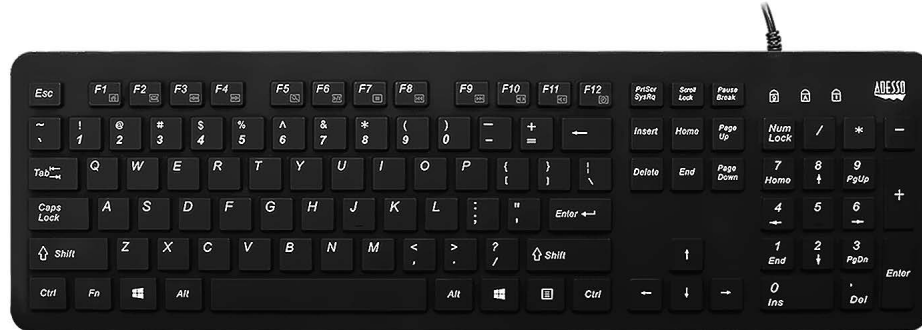 Esc F1 F2 F3 F4 F5 F6 F7 F8 F9 F10 F11 F12 PrtScr SysRq Scroll Lock Pause Break ADESSO
~ ` ! 1 @ 2 # 3 $ 4 % 5 ^ 6 & 7 * 8 ( 9 ) 0 _ - + = ← Insert Home Page Up Num Lock / * -
Tab Q W E R T Y U I O P { [ } ] | \ Delete End Page Down 7 Home 8 ↑ 9 PgUp +
Caps Lock A S D F G H J K L : ; " ' Enter 4 ← 5 6 →
⇧ Shift Z X C V B N M < , > . ? / ⇧ Shift ↑ 1 End 2 ↓ 3 PgDn Enter
Ctrl Fn Alt Alt Ctrl ← ↓ → 0 Ins . Del